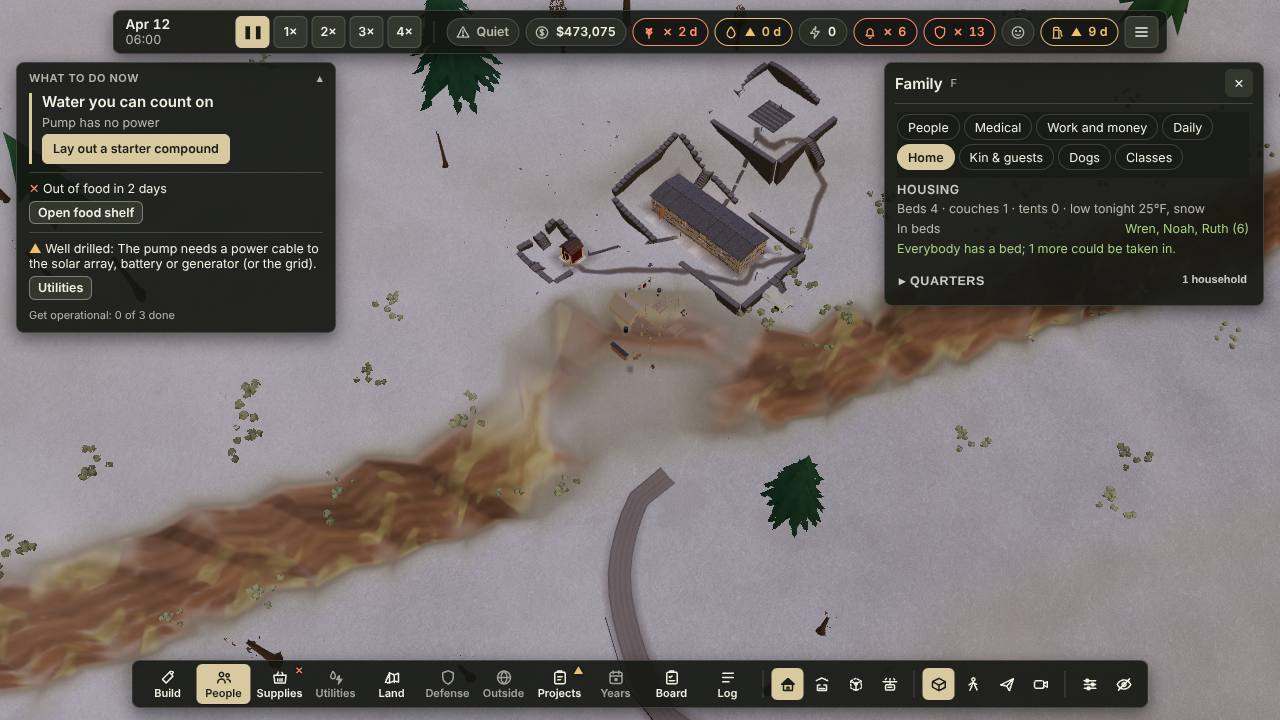 Apr 12
06:00
1×
2×
3×
4×
Quiet
$473,075
× 2 d
0 d
0
× 6
× 13
9 d
WHAT TO DO NOW
Water you can count on
Pump has no power
Lay out a starter compound
× Out of food in 2 days
Open food shelf
Well drilled: The pump needs a power cable to
the solar array, battery or generator (or the grid).
Utilities
Get operational: 0 of 3 done
Family F
People
Medical
Work and money
Daily
Home
Kin & guests
Dogs
Classes
HOUSING
Beds 4 · couches 1 · tents 0 · low tonight 25°F, snow
In beds Wren, Noah, Ruth (6)
Everybody has a bed; 1 more could be taken in.
QUARTERS 1 household
Build
People
Supplies
Utilities
Land
Defense
Outside
Projects
Years
Board
Log